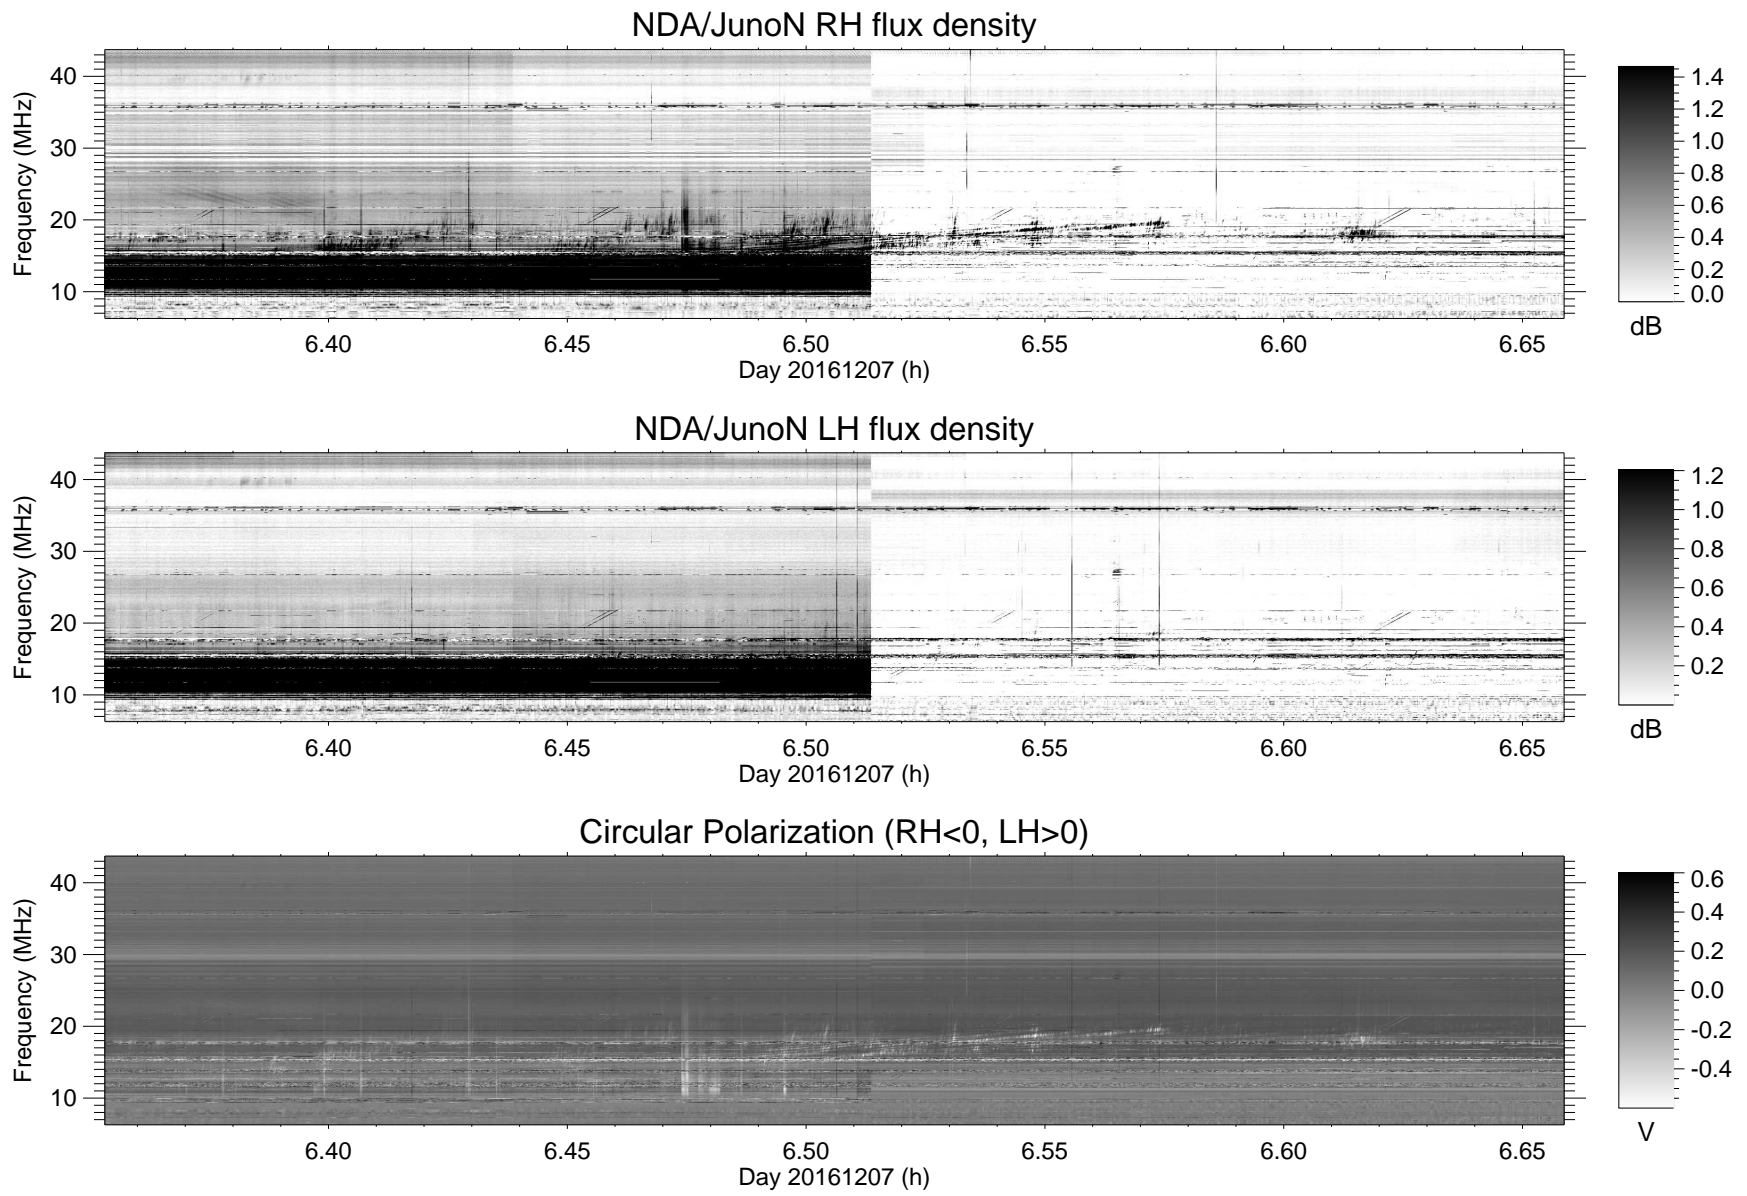 NDA/JunoN RH flux density
Frequency (MHz)
40
30
20
10
6.40 6.45 6.50 6.55 6.60 6.65
Day 20161207 (h)
1.4
1.2
1.0
0.8
0.6
0.4
0.2
0.0
dB
NDA/JunoN LH flux density
Frequency (MHz)
40
30
20
10
6.40 6.45 6.50 6.55 6.60 6.65
Day 20161207 (h)
1.2
1.0
0.8
0.6
0.4
0.2
dB
Circular Polarization (RH<0, LH>0)
Frequency (MHz)
40
30
20
10
6.40 6.45 6.50 6.55 6.60 6.65
Day 20161207 (h)
0.6
0.4
0.2
0.0
-0.2
-0.4
V